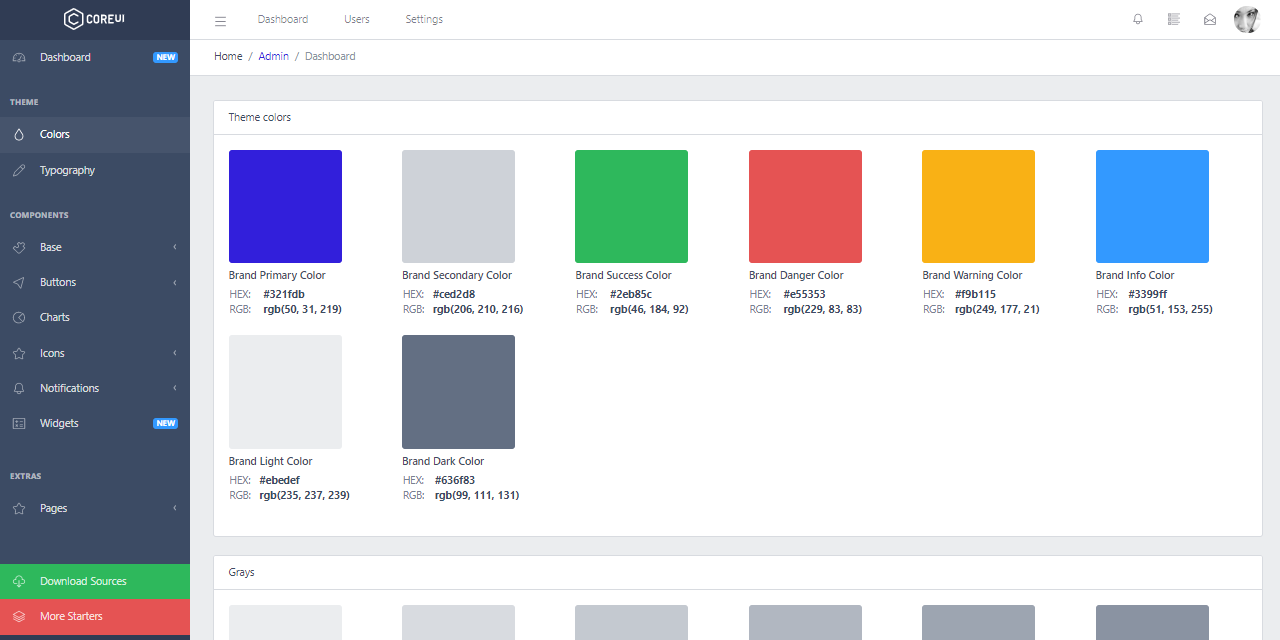 COREUI
Dashboard Users Settings
Home / Admin / Dashboard
Dashboard NEW
THEME
Colors
Typography
COMPONENTS
Base
Buttons
Charts
Icons
Notifications
Widgets NEW
EXTRAS
Pages
Download Sources
More Starters
Theme colors
Brand Primary Color
HEX: #321fdb
RGB: rgb(50, 31, 219)
Brand Secondary Color
HEX: #ced2d8
RGB: rgb(206, 210, 216)
Brand Success Color
HEX: #2eb85c
RGB: rgb(46, 184, 92)
Brand Danger Color
HEX: #e55353
RGB: rgb(229, 83, 83)
Brand Warning Color
HEX: #f9b115
RGB: rgb(249, 177, 21)
Brand Info Color
HEX: #3399ff
RGB: rgb(51, 153, 255)
Brand Light Color
HEX: #ebedef
RGB: rgb(235, 237, 239)
Brand Dark Color
HEX: #636f83
RGB: rgb(99, 111, 131)
Grays